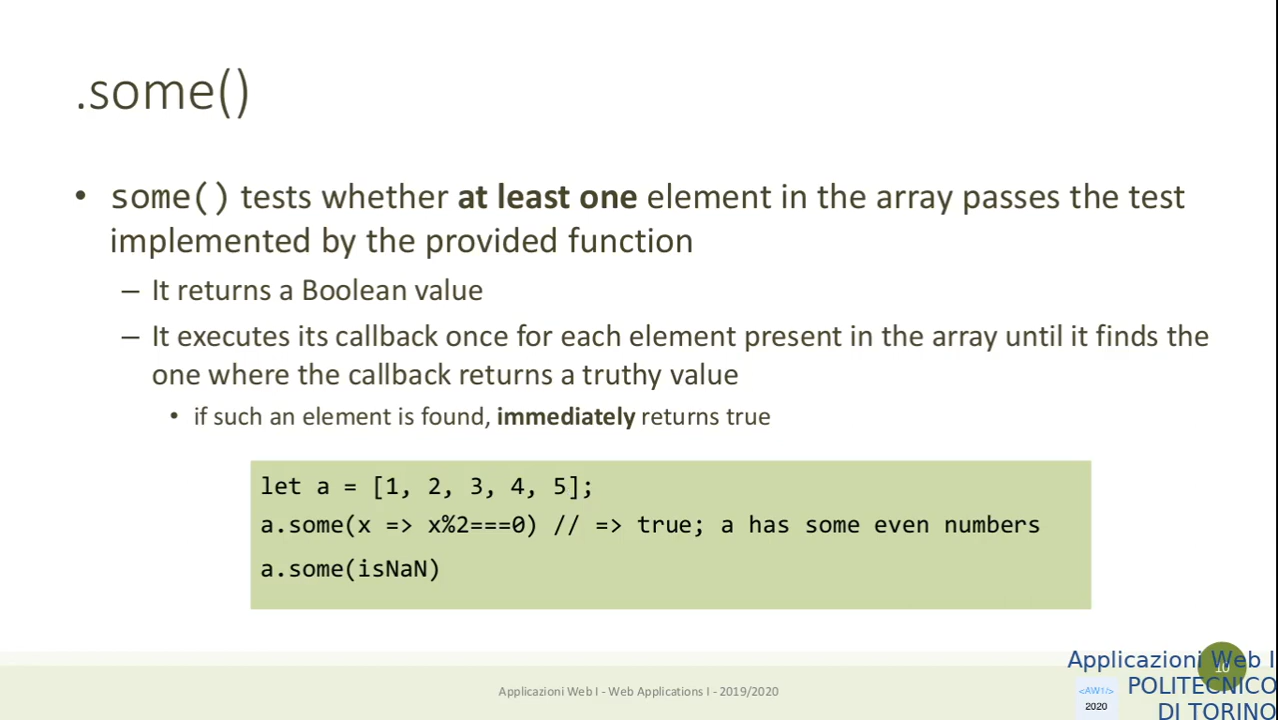 .some()
• some() tests whether at least one element in the array passes the test
implemented by the provided function
– It returns a Boolean value
– It executes its callback once for each element present in the array until it finds the
one where the callback returns a truthy value
• if such an element is found, immediately returns true
let a = [1, 2, 3, 4, 5];
a.some(x => x%2===0) // => true; a has some even numbers
a.some(isNaN)
Applicazioni Web I - Web Applications I - 2019/2020
10
Applicazioni Web I
POLITECNICO
DI TORINO
<AW1/>
2020